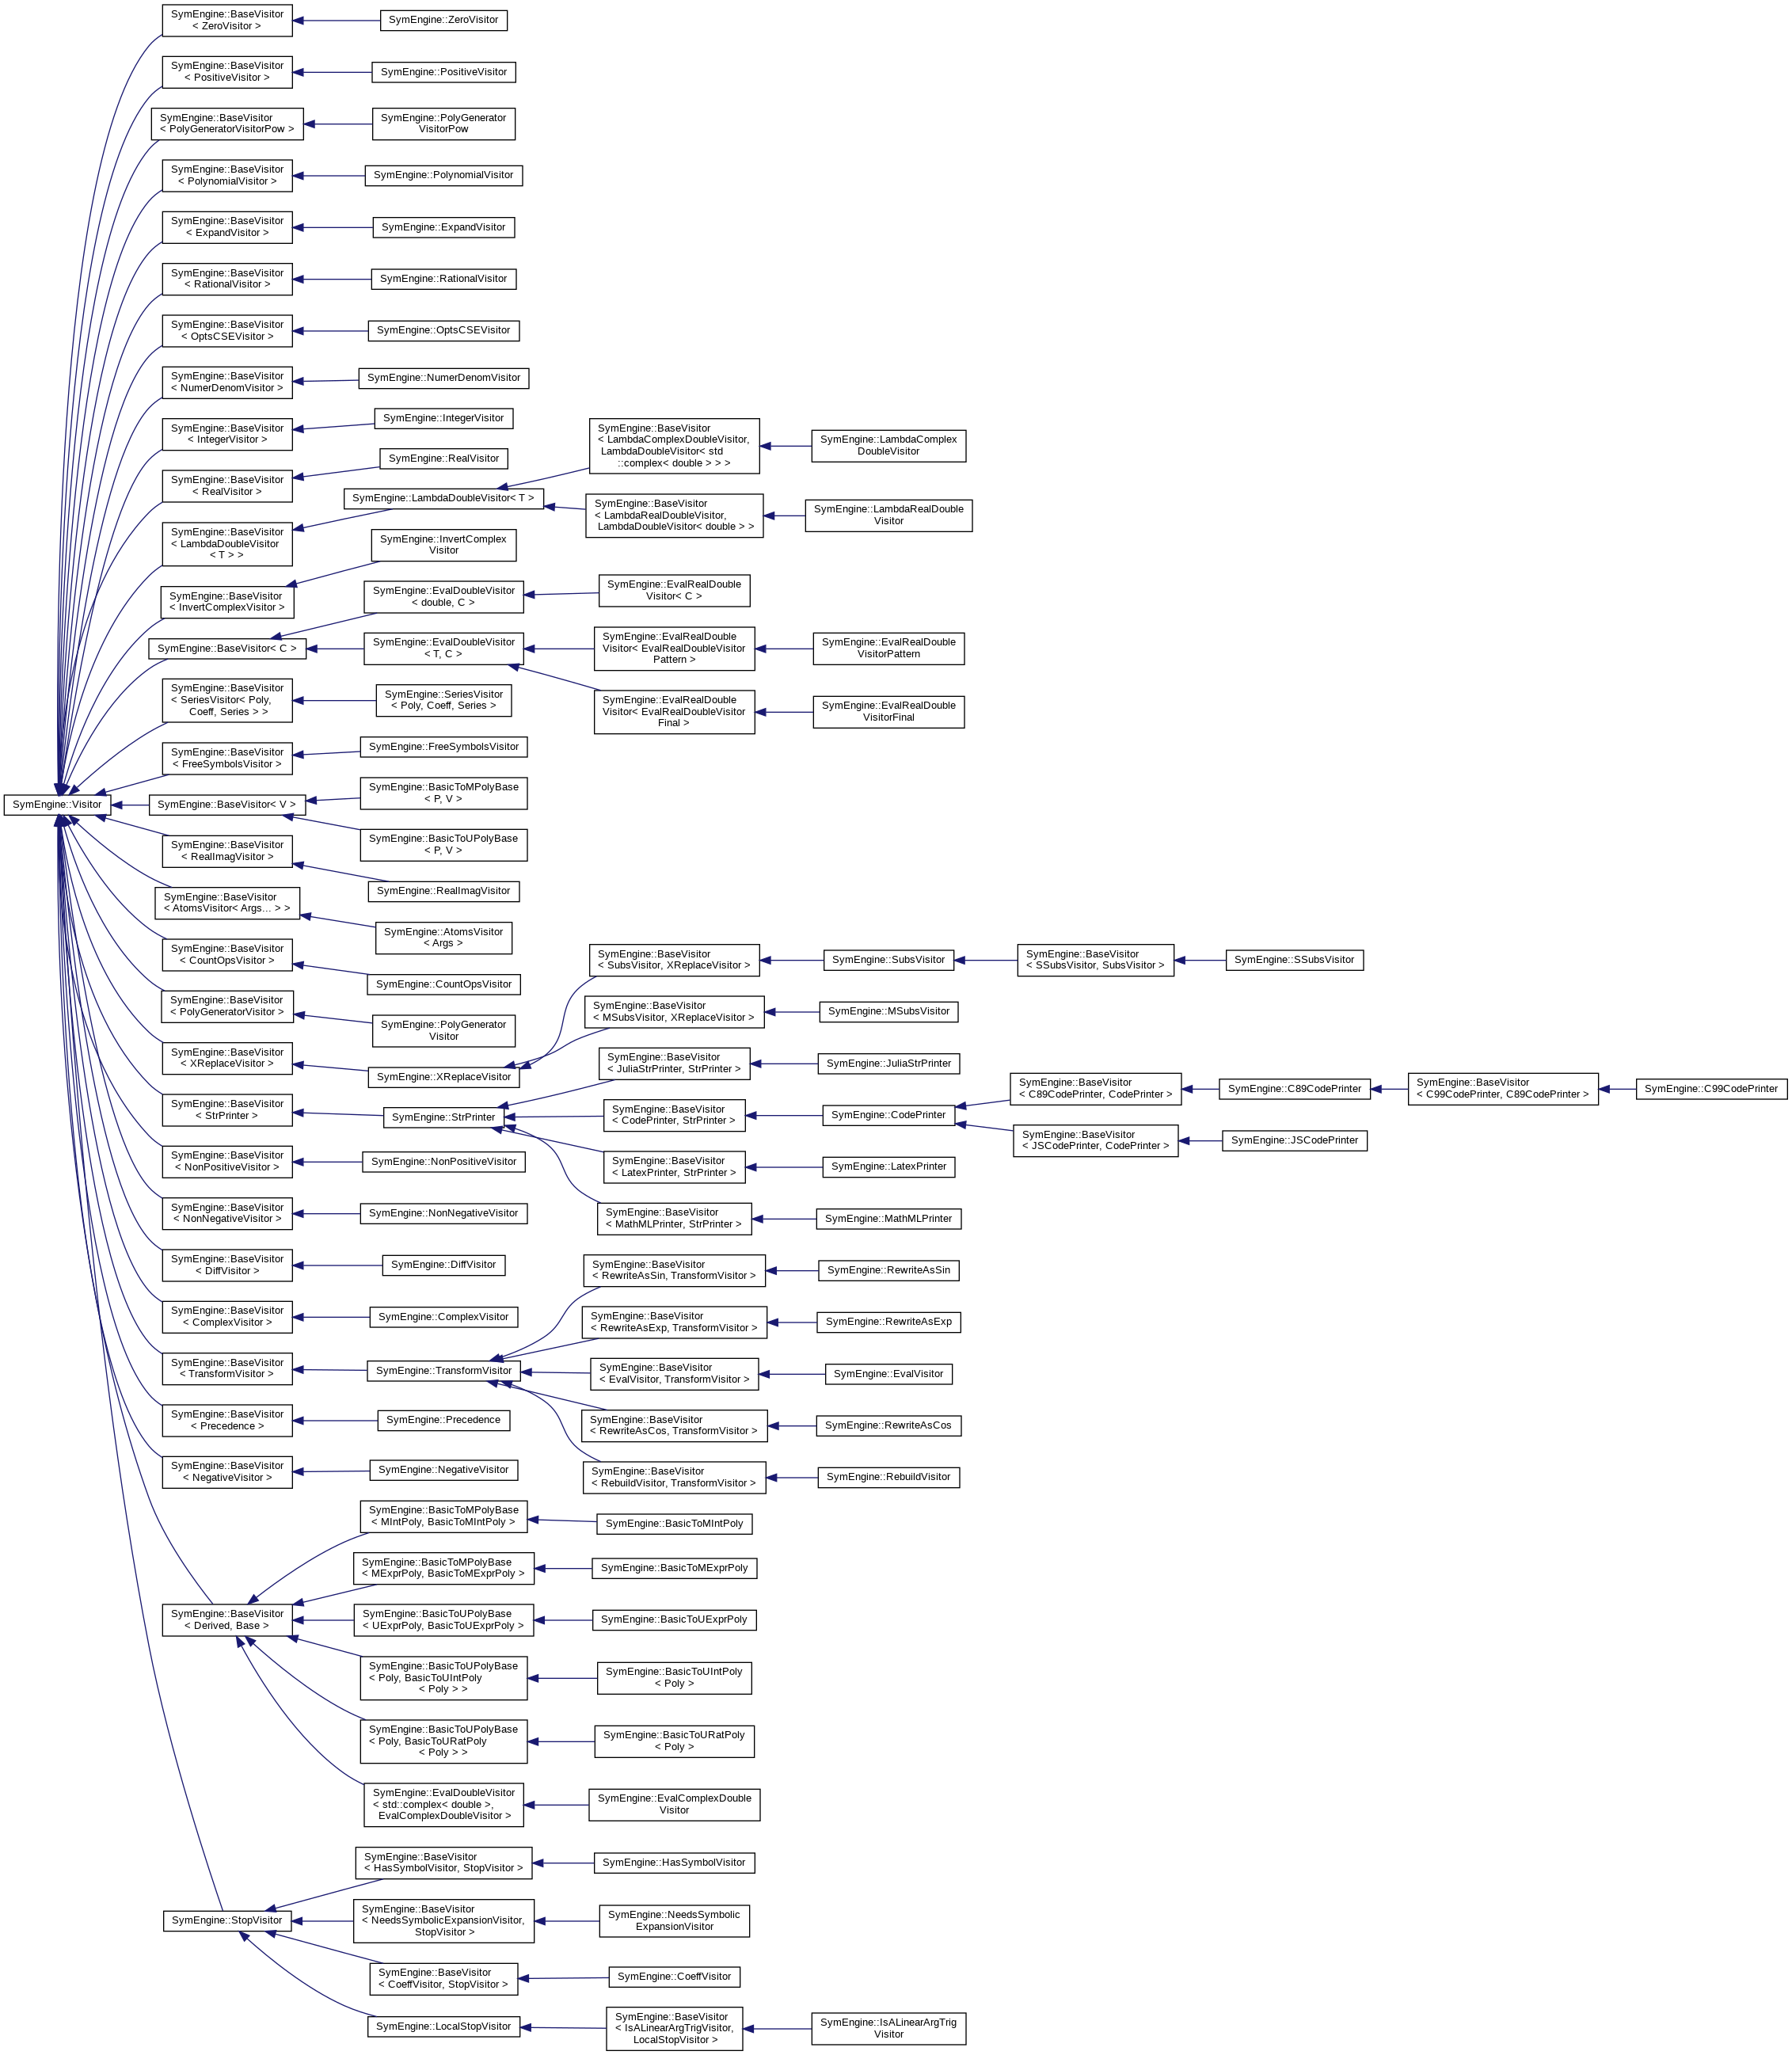 SymEngine::BaseVisitor
< ZeroVisitor >
SymEngine::ZeroVisitor
SymEngine::BaseVisitor
< PositiveVisitor >
SymEngine::PositiveVisitor
SymEngine::BaseVisitor
< PolyGeneratorVisitorPow >
SymEngine::PolyGenerator
VisitorPow
SymEngine::BaseVisitor
< PolynomialVisitor >
SymEngine::PolynomialVisitor
SymEngine::BaseVisitor
< ExpandVisitor >
SymEngine::ExpandVisitor
SymEngine::BaseVisitor
< RationalVisitor >
SymEngine::RationalVisitor
SymEngine::BaseVisitor
< OptsCSEVisitor >
SymEngine::OptsCSEVisitor
SymEngine::BaseVisitor
< NumerDenomVisitor >
SymEngine::NumerDenomVisitor
SymEngine::BaseVisitor
< IntegerVisitor >
SymEngine::IntegerVisitor
SymEngine::BaseVisitor
< RealVisitor >
SymEngine::RealVisitor
SymEngine::BaseVisitor
< LambdaDoubleVisitor
< T > >
SymEngine::LambdaDoubleVisitor< T >
SymEngine::BaseVisitor
< LambdaComplexDoubleVisitor,
LambdaDoubleVisitor< std
::complex< double > > >
SymEngine::LambdaComplex
DoubleVisitor
SymEngine::BaseVisitor
< LambdaRealDoubleVisitor,
LambdaDoubleVisitor< double > >
SymEngine::LambdaRealDouble
Visitor
SymEngine::BaseVisitor
< InvertComplexVisitor >
SymEngine::InvertComplex
Visitor
SymEngine::BaseVisitor< C >
SymEngine::EvalDoubleVisitor
< double, C >
SymEngine::EvalRealDouble
Visitor< C >
SymEngine::EvalDoubleVisitor
< T, C >
SymEngine::EvalRealDouble
Visitor< EvalRealDoubleVisitor
Pattern >
SymEngine::EvalRealDouble
VisitorPattern
SymEngine::EvalRealDouble
Visitor< EvalRealDoubleVisitor
Final >
SymEngine::EvalRealDouble
VisitorFinal
SymEngine::BaseVisitor
< SeriesVisitor< Poly,
Coeff, Series > >
SymEngine::SeriesVisitor
< Poly, Coeff, Series >
SymEngine::BaseVisitor
< FreeSymbolsVisitor >
SymEngine::FreeSymbolsVisitor
SymEngine::Visitor
SymEngine::BaseVisitor< V >
SymEngine::BasicToMPolyBase
< P, V >
SymEngine::BasicToUPolyBase
< P, V >
SymEngine::BaseVisitor
< RealImagVisitor >
SymEngine::RealImagVisitor
SymEngine::BaseVisitor
< AtomsVisitor< Args... > >
SymEngine::AtomsVisitor
< Args >
SymEngine::BaseVisitor
< CountOpsVisitor >
SymEngine::CountOpsVisitor
SymEngine::BaseVisitor
< PolyGeneratorVisitor >
SymEngine::PolyGenerator
Visitor
SymEngine::BaseVisitor
< XReplaceVisitor >
SymEngine::XReplaceVisitor
SymEngine::BaseVisitor
< SubsVisitor, XReplaceVisitor >
SymEngine::SubsVisitor
SymEngine::BaseVisitor
< SSubsVisitor, SubsVisitor >
SymEngine::SSubsVisitor
SymEngine::BaseVisitor
< MSubsVisitor, XReplaceVisitor >
SymEngine::MSubsVisitor
SymEngine::BaseVisitor
< StrPrinter >
SymEngine::StrPrinter
SymEngine::BaseVisitor
< JuliaStrPrinter, StrPrinter >
SymEngine::JuliaStrPrinter
SymEngine::BaseVisitor
< CodePrinter, StrPrinter >
SymEngine::CodePrinter
SymEngine::BaseVisitor
< C89CodePrinter, CodePrinter >
SymEngine::C89CodePrinter
SymEngine::BaseVisitor
< C99CodePrinter, C89CodePrinter >
SymEngine::C99CodePrinter
SymEngine::BaseVisitor
< JSCodePrinter, CodePrinter >
SymEngine::JSCodePrinter
SymEngine::BaseVisitor
< LatexPrinter, StrPrinter >
SymEngine::LatexPrinter
SymEngine::BaseVisitor
< MathMLPrinter, StrPrinter >
SymEngine::MathMLPrinter
SymEngine::BaseVisitor
< NonPositiveVisitor >
SymEngine::NonPositiveVisitor
SymEngine::BaseVisitor
< NonNegativeVisitor >
SymEngine::NonNegativeVisitor
SymEngine::BaseVisitor
< DiffVisitor >
SymEngine::DiffVisitor
SymEngine::BaseVisitor
< ComplexVisitor >
SymEngine::ComplexVisitor
SymEngine::BaseVisitor
< TransformVisitor >
SymEngine::TransformVisitor
SymEngine::BaseVisitor
< RewriteAsSin, TransformVisitor >
SymEngine::RewriteAsSin
SymEngine::BaseVisitor
< RewriteAsExp, TransformVisitor >
SymEngine::RewriteAsExp
SymEngine::BaseVisitor
< EvalVisitor, TransformVisitor >
SymEngine::EvalVisitor
SymEngine::BaseVisitor
< RewriteAsCos, TransformVisitor >
SymEngine::RewriteAsCos
SymEngine::BaseVisitor
< RebuildVisitor, TransformVisitor >
SymEngine::RebuildVisitor
SymEngine::BaseVisitor
< Precedence >
SymEngine::Precedence
SymEngine::BaseVisitor
< NegativeVisitor >
SymEngine::NegativeVisitor
SymEngine::BaseVisitor
< Derived, Base >
SymEngine::BasicToMPolyBase
< MIntPoly, BasicToMIntPoly >
SymEngine::BasicToMIntPoly
SymEngine::BasicToMPolyBase
< MExprPoly, BasicToMExprPoly >
SymEngine::BasicToMExprPoly
SymEngine::BasicToUPolyBase
< UExprPoly, BasicToUExprPoly >
SymEngine::BasicToUExprPoly
SymEngine::BasicToUPolyBase
< Poly, BasicToUIntPoly
< Poly > >
SymEngine::BasicToUIntPoly
< Poly >
SymEngine::BasicToUPolyBase
< Poly, BasicToURatPoly
< Poly > >
SymEngine::BasicToURatPoly
< Poly >
SymEngine::EvalDoubleVisitor
< std::complex< double >,
EvalComplexDoubleVisitor >
SymEngine::EvalComplexDouble
Visitor
SymEngine::StopVisitor
SymEngine::BaseVisitor
< HasSymbolVisitor, StopVisitor >
SymEngine::HasSymbolVisitor
SymEngine::BaseVisitor
< NeedsSymbolicExpansionVisitor,
StopVisitor >
SymEngine::NeedsSymbolic
ExpansionVisitor
SymEngine::BaseVisitor
< CoeffVisitor, StopVisitor >
SymEngine::CoeffVisitor
SymEngine::LocalStopVisitor
SymEngine::BaseVisitor
< IsALinearArgTrigVisitor,
LocalStopVisitor >
SymEngine::IsALinearArgTrig
Visitor